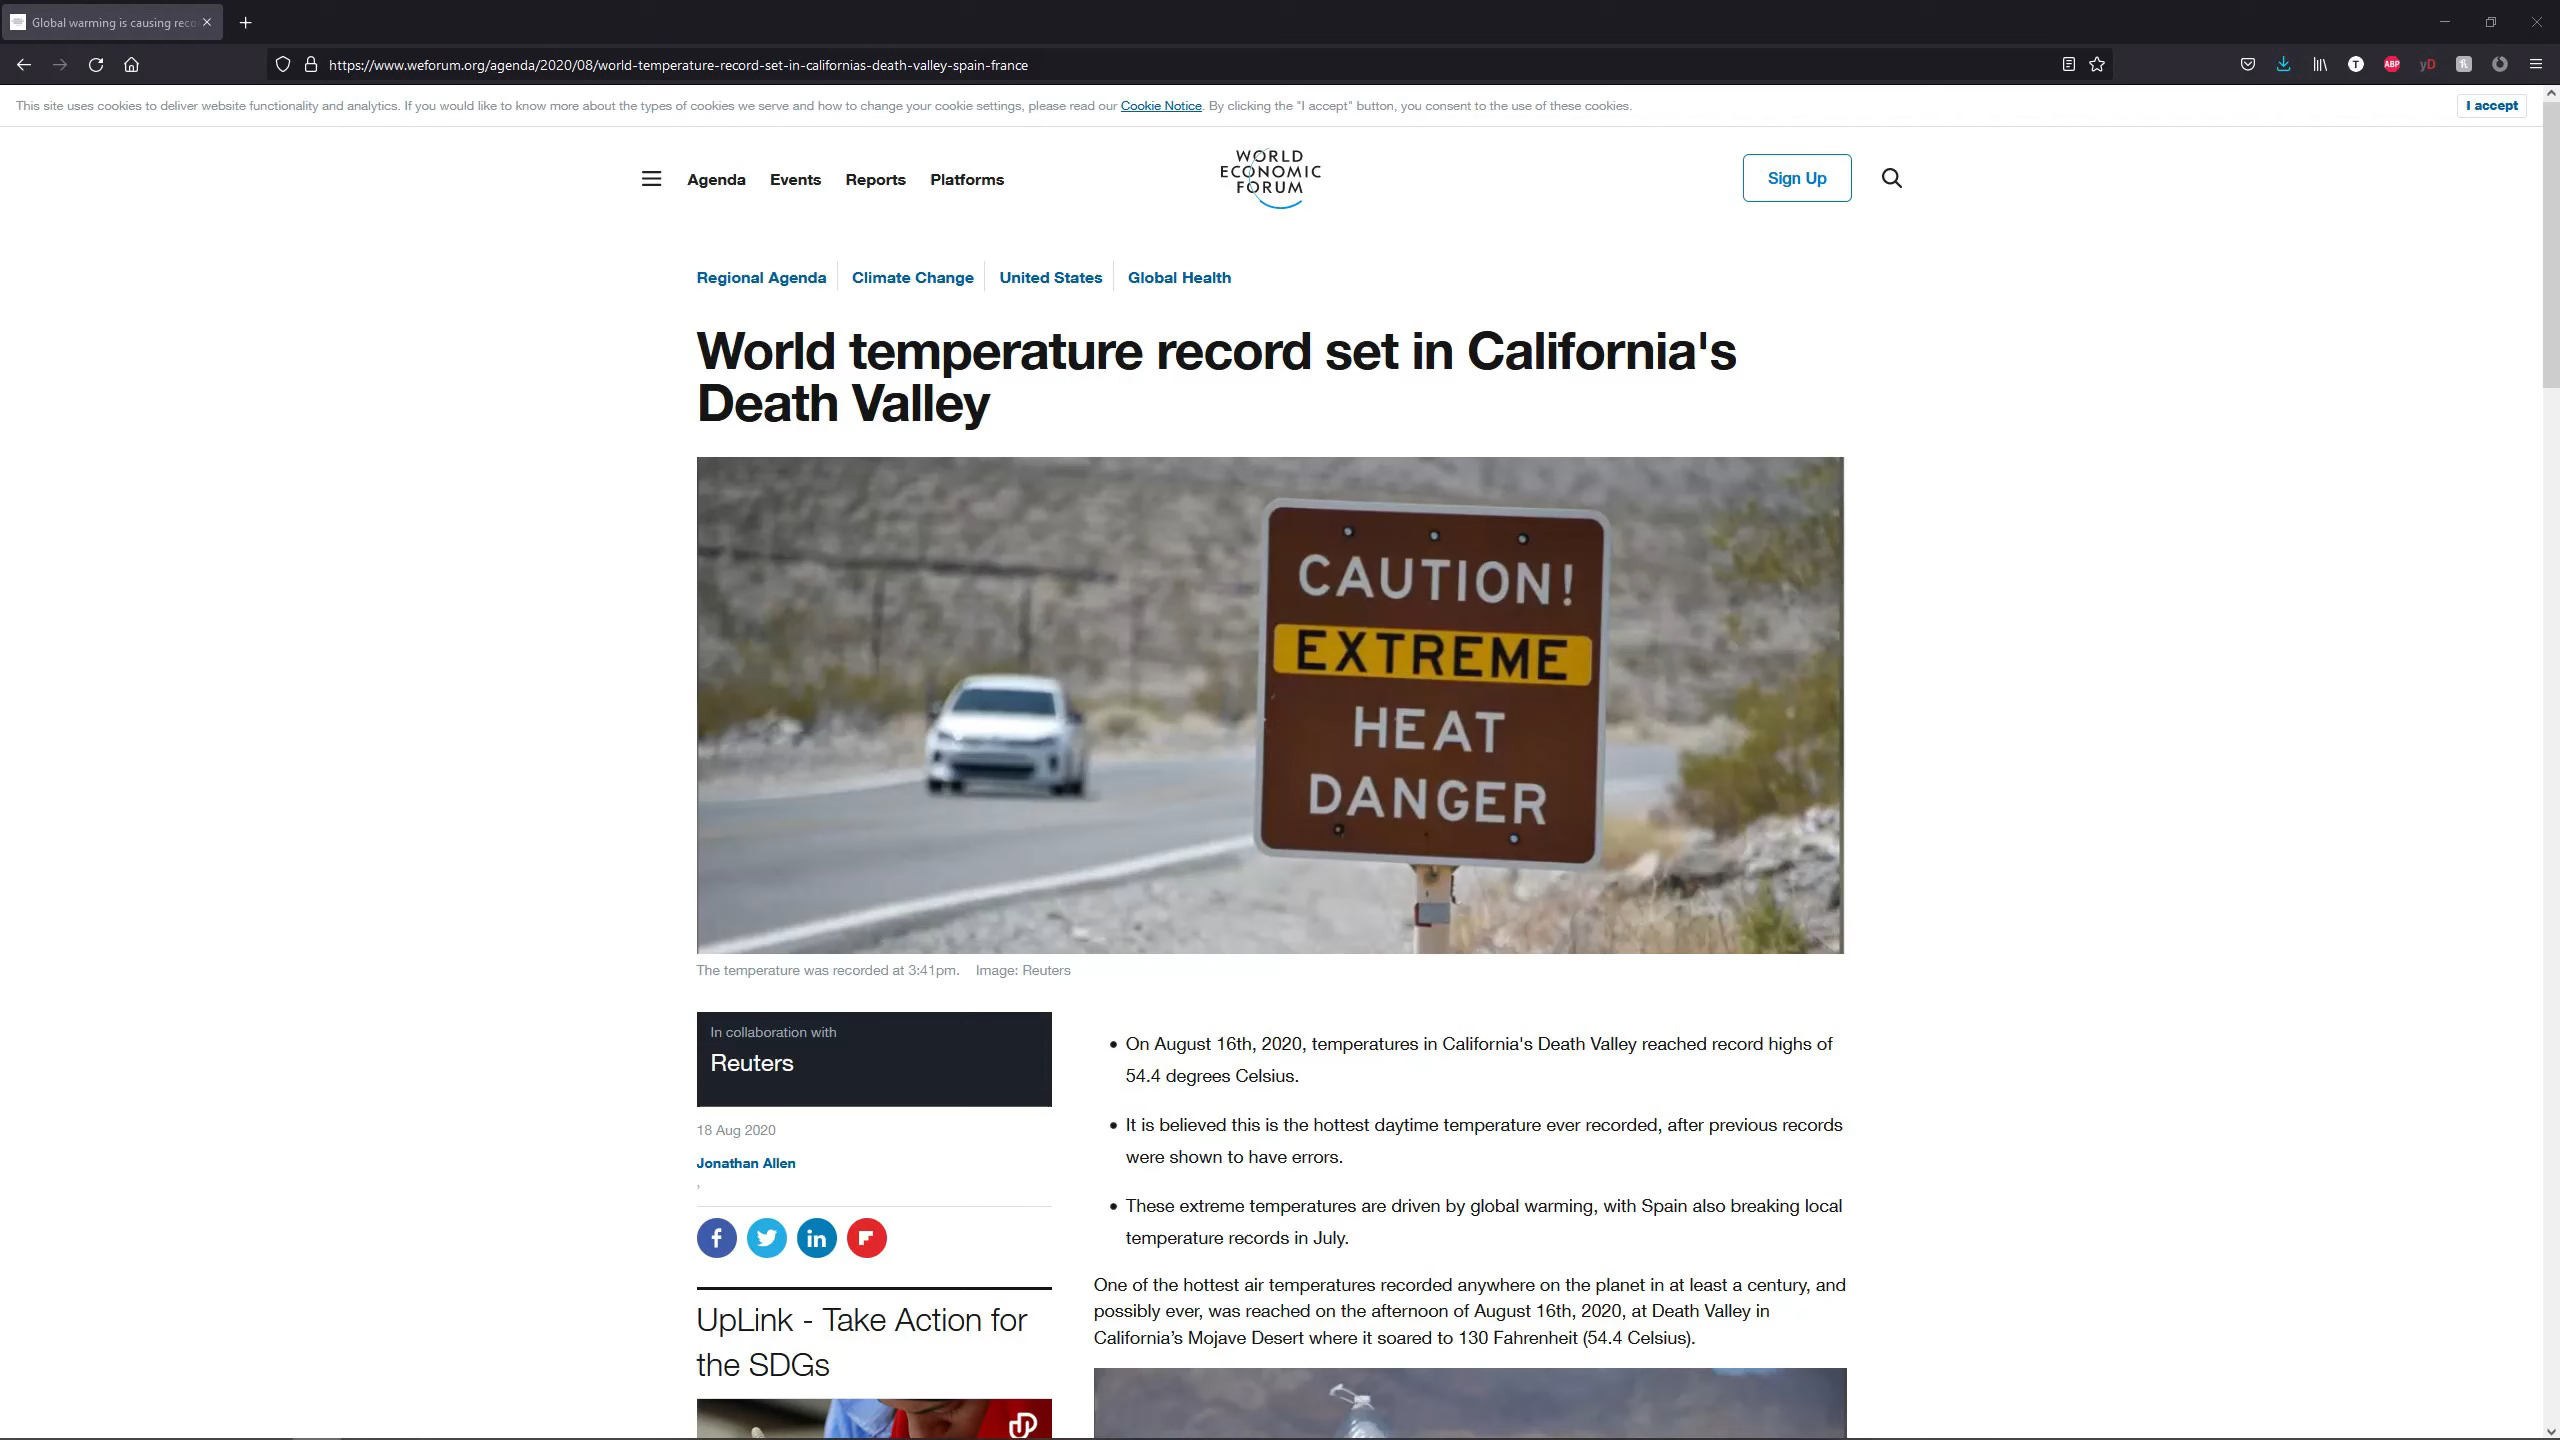 Global warming is causing reco
https://www.weforum.org/agenda/2020/08/world-temperature-record-set-in-californias-death-valley-spain-france
ABP
yD
This site uses cookies to deliver website functionality and analytics. If you would like to know more about the types of cookies we serve and how to change your cookie settings, please read our Cookie Notice. By clicking the "I accept" button, you consent to the use of these cookies.
I accept
Agenda Events Reports Platforms
WORLD
ECONOMIC
FORUM
Sign Up
Regional Agenda Climate Change United States Global Health
World temperature record set in California's
Death Valley
CAUTION!
EXTREME
HEAT
DANGER
The temperature was recorded at 3:41pm. Image: Reuters
In collaboration with
Reuters
18 Aug 2020
Jonathan Allen
,
UpLink - Take Action for
the SDGs
• On August 16th, 2020, temperatures in California's Death Valley reached record highs of
54.4 degrees Celsius.
• It is believed this is the hottest daytime temperature ever recorded, after previous records
were shown to have errors.
• These extreme temperatures are driven by global warming, with Spain also breaking local
temperature records in July.
One of the hottest air temperatures recorded anywhere on the planet in at least a century, and
possibly ever, was reached on the afternoon of August 16th, 2020, at Death Valley in
California’s Mojave Desert where it soared to 130 Fahrenheit (54.4 Celsius).